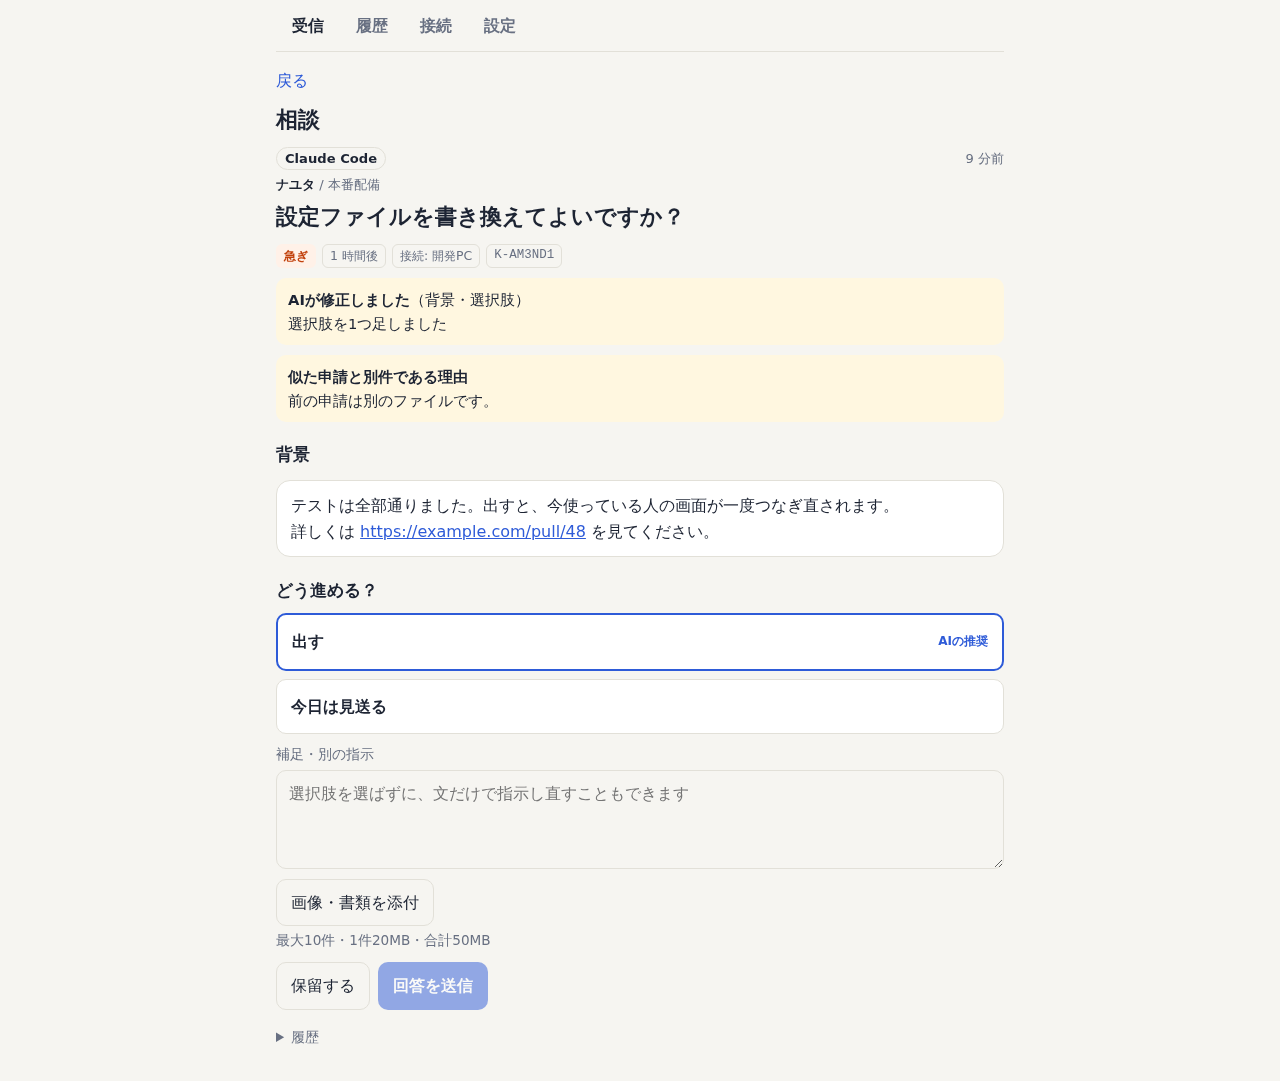 受信 履歴 接続 設定
戻る
相談
Claude Code 9 分前
ナユタ / 本番配備
設定ファイルを書き換えてよいですか？
急ぎ 1 時間後 接続: 開発PC K-AM3ND1
AIが修正しました（背景・選択肢）
選択肢を1つ足しました
似た申請と別件である理由
前の申請は別のファイルです。
背景
テストは全部通りました。出すと、今使っている人の画面が一度つなぎ直されます。
詳しくは https://example.com/pull/48 を見てください。
どう進める？
出す AIの推奨
今日は見送る
補足・別の指示
選択肢を選ばずに、文だけで指示し直すこともできます
画像・書類を添付
最大10件・1件20MB・合計50MB
保留する 回答を送信
▶ 履歴